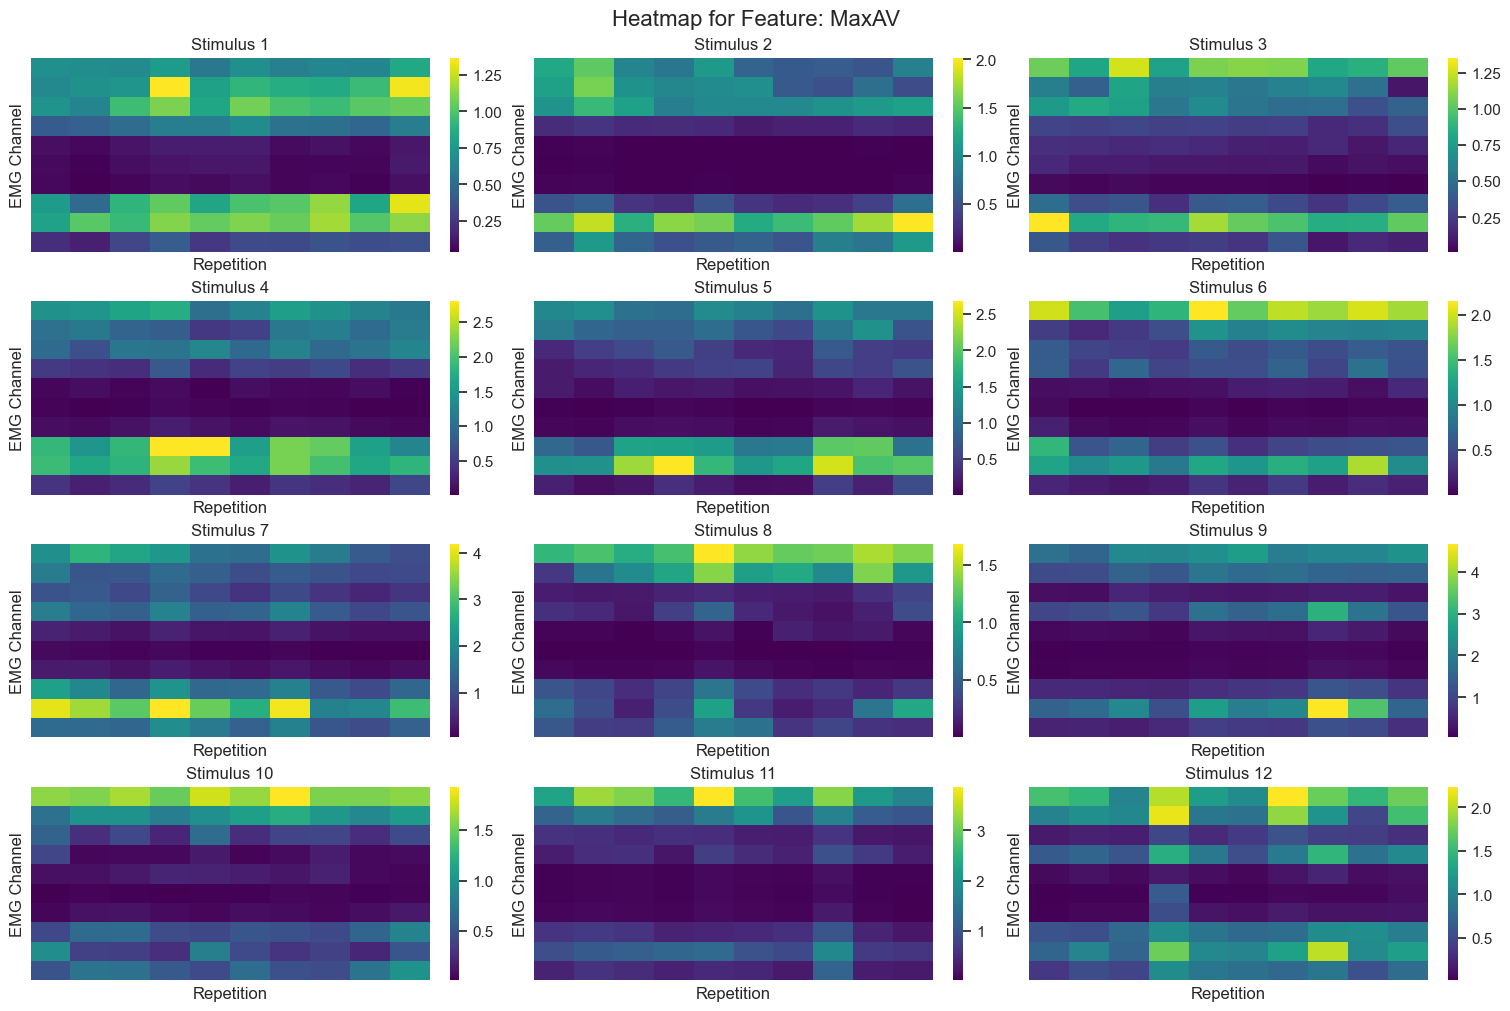 Heatmap for Feature: MaxAV
Stimulus 1
EMG Channel
Repetition
1.25
1.00
0.75
0.50
0.25
Stimulus 2
EMG Channel
Repetition
2.0
1.5
1.0
0.5
Stimulus 3
EMG Channel
Repetition
1.25
1.00
0.75
0.50
0.25
Stimulus 4
EMG Channel
Repetition
2.5
2.0
1.5
1.0
0.5
Stimulus 5
EMG Channel
Repetition
2.5
2.0
1.5
1.0
0.5
Stimulus 6
EMG Channel
Repetition
2.0
1.5
1.0
0.5
Stimulus 7
EMG Channel
Repetition
4
3
2
1
Stimulus 8
EMG Channel
Repetition
1.5
1.0
0.5
Stimulus 9
EMG Channel
Repetition
4
3
2
1
Stimulus 10
EMG Channel
Repetition
1.5
1.0
0.5
Stimulus 11
EMG Channel
Repetition
3
2
1
Stimulus 12
EMG Channel
Repetition
2.0
1.5
1.0
0.5